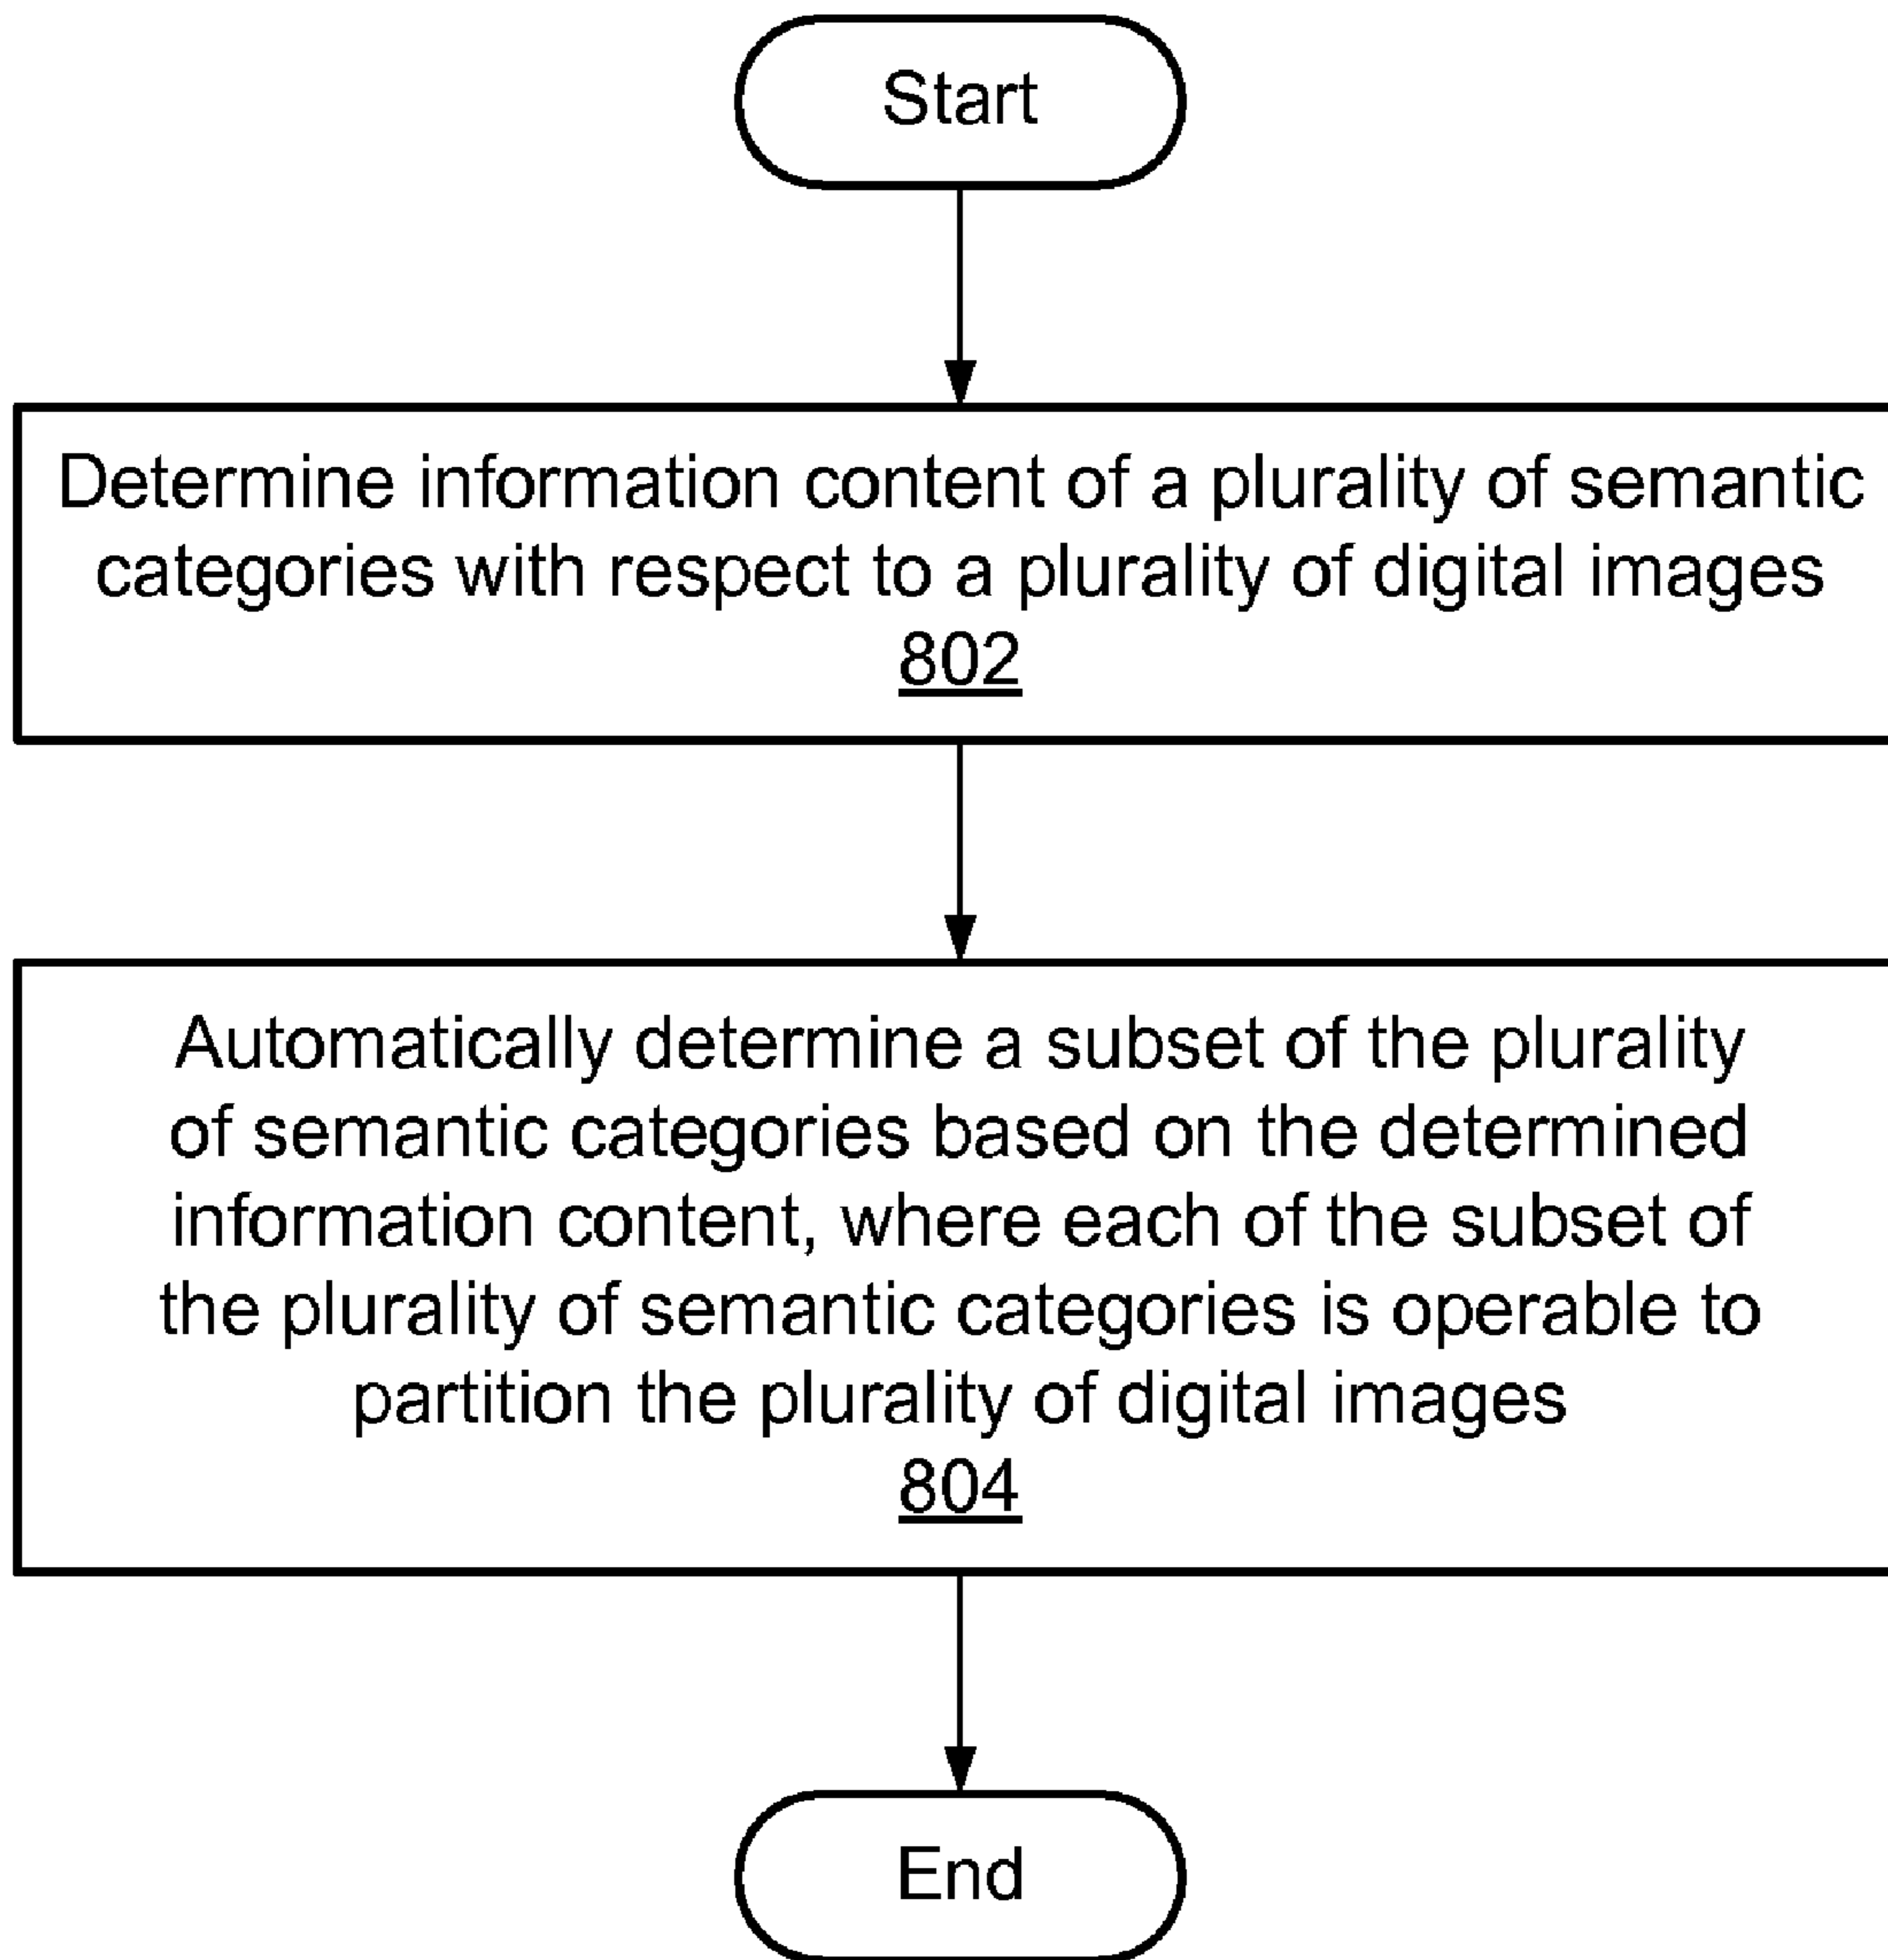 Start
Determine information content of a plurality of semantic
categories with respect to a plurality of digital images
802
Automatically determine a subset of the plurality
of semantic categories based on the determined
information content, where each of the subset of
the plurality of semantic categories is operable to
partition the plurality of digital images
804
End